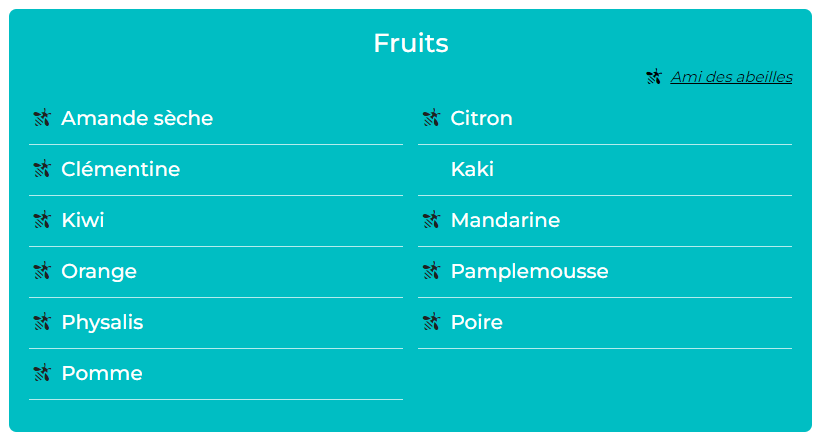 Fruits
Ami des abeilles
Amande sèche
Citron
Clémentine
Kaki
Kiwi
Mandarine
Orange
Pamplemousse
Physalis
Poire
Pomme